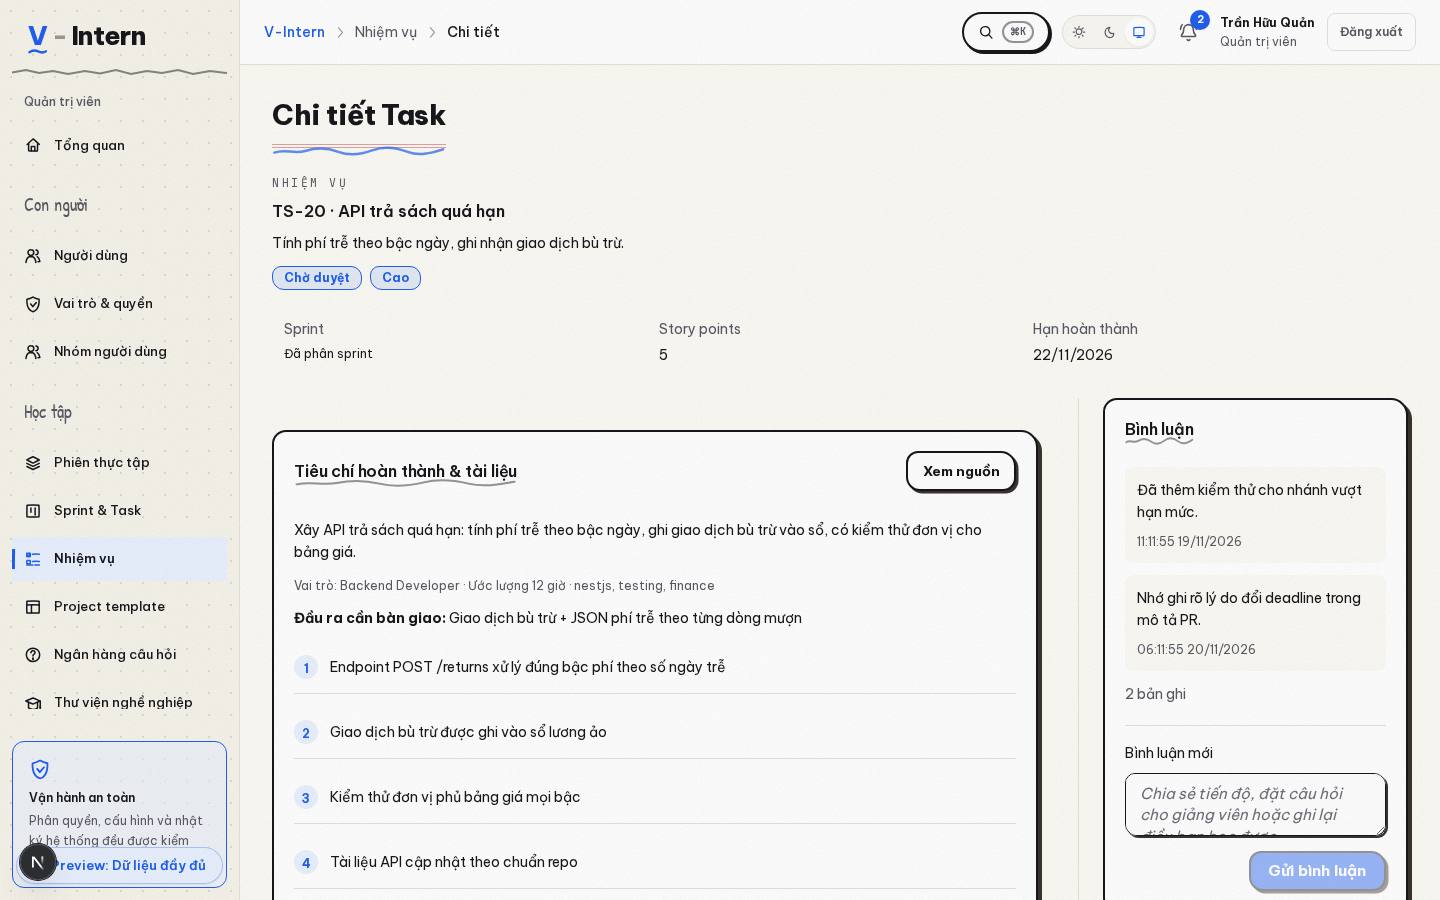 V - Intern
Quản trị viên
Tổng quan
Con người
Người dùng
Vai trò & quyền
Nhóm người dùng
Học tập
Phiên thực tập
Sprint & Task
Nhiệm vụ
Project template
Ngân hàng câu hỏi
Thư viện nghề nghiệp
Vận hành an toàn
Phân quyền, cấu hình và nhật
ký hệ thống đều được kiểm
N
Preview: Dữ liệu đầy đủ
V-Intern
Nhiệm vụ
Chi tiết
⌘K
2
Trần Hữu Quản
Quản trị viên
Đăng xuất
Chi tiết Task
NHIỆM VỤ
TS-20 · API trả sách quá hạn
Tính phí trễ theo bậc ngày, ghi nhận giao dịch bù trừ.
Chờ duyệt
Cao
Sprint
Đã phân sprint
Story points
5
Hạn hoàn thành
22/11/2026
Tiêu chí hoàn thành & tài liệu
Xem nguồn
Xây API trả sách quá hạn: tính phí trễ theo bậc ngày, ghi giao dịch bù trừ vào sổ, có kiểm thử đơn vị cho
bảng giá.
Vai trò: Backend Developer · Ước lượng 12 giờ · nestjs, testing, finance
Đầu ra cần bàn giao: Giao dịch bù trừ + JSON phí trễ theo từng dòng mượn
1 Endpoint POST /returns xử lý đúng bậc phí theo số ngày trễ
2 Giao dịch bù trừ được ghi vào sổ lương ảo
3 Kiểm thử đơn vị phủ bảng giá mọi bậc
4 Tài liệu API cập nhật theo chuẩn repo
Bình luận
Đã thêm kiểm thử cho nhánh vượt
hạn mức.
11:11:55 19/11/2026
Nhớ ghi rõ lý do đổi deadline trong
mô tả PR.
06:11:55 20/11/2026
2 bản ghi
Bình luận mới
Chia sẻ tiến độ, đặt câu hỏi
cho giảng viên hoặc ghi lại
điều bạn học được
Gửi bình luận